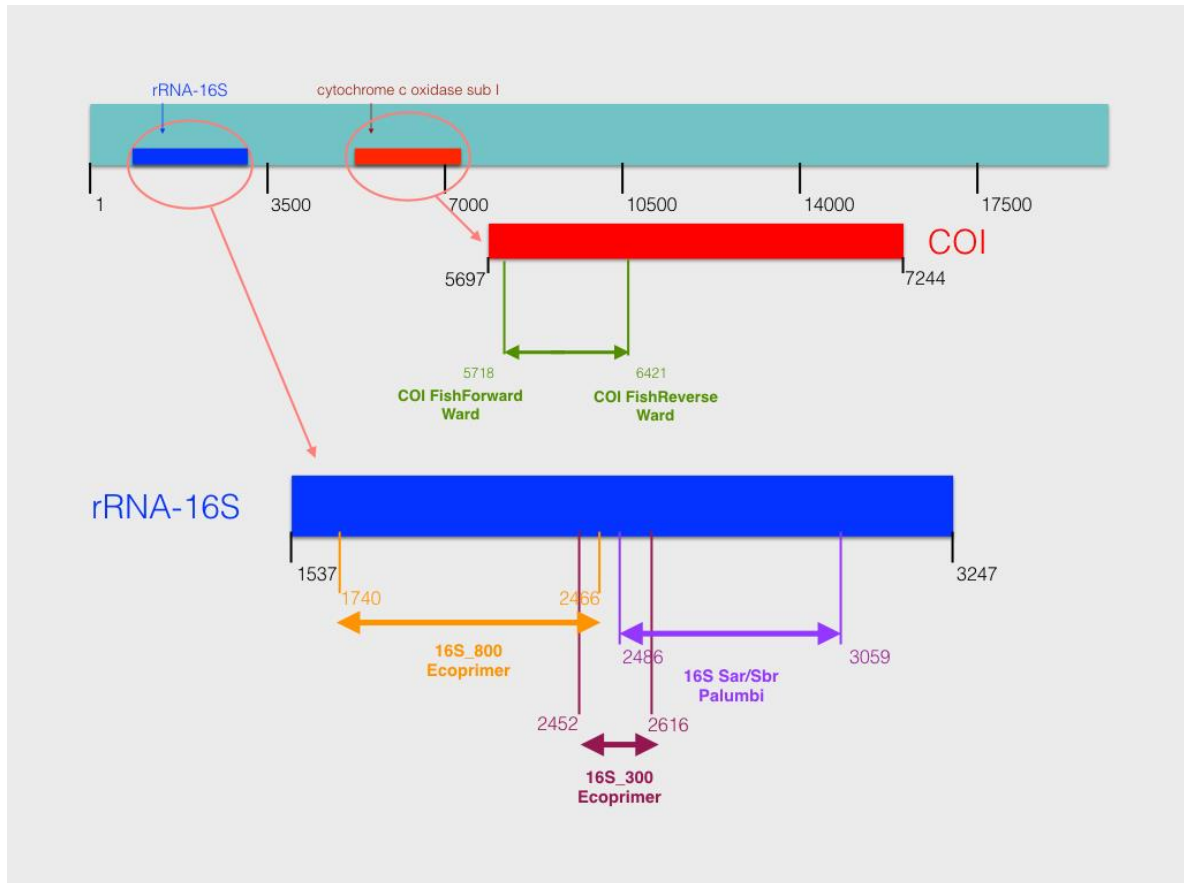 rRNA-16S
cytochrome c oxidase sub I
1
3500
7000
10500
14000
17500
COI
5697
7244
5718
6421
COI FishForward
Ward
COI FishReverse
Ward
rRNA-16S
1537
3247
1740
2466
16S_800
Ecoprimer
2486
3059
16S Sar/Sbr
Palumbi
2452
2616
16S_300
Ecoprimer